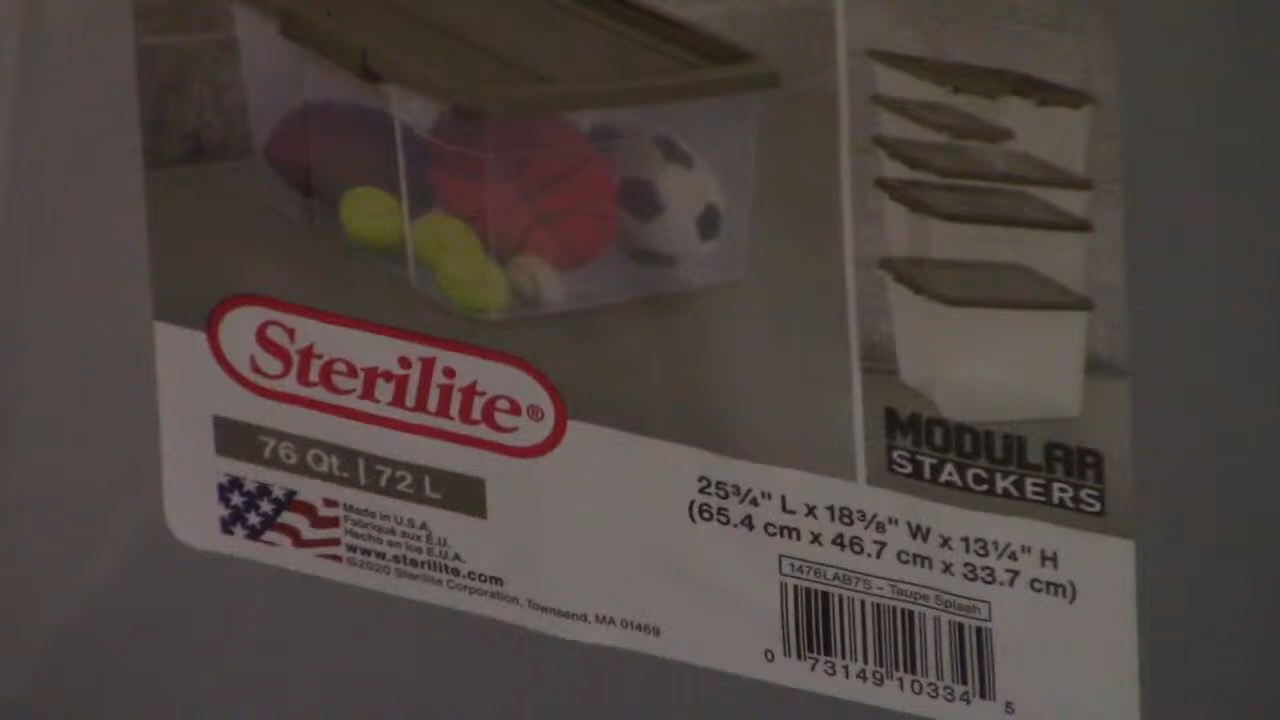 Sterilite®
76 Qt. | 72 L
Made in U.S.A.
Fabriqué aux É.U.
Hecho en los E.U.A.
www.sterilite.com
©2020 Sterilite Corporation, Townsend, MA 01469
MODULAR
STACKERS
25¾" L x 18⅜" W x 13¼" H
(65.4 cm x 46.7 cm x 33.7 cm)
1476LAB7S – Taupe Splash
0 73149 10334 5